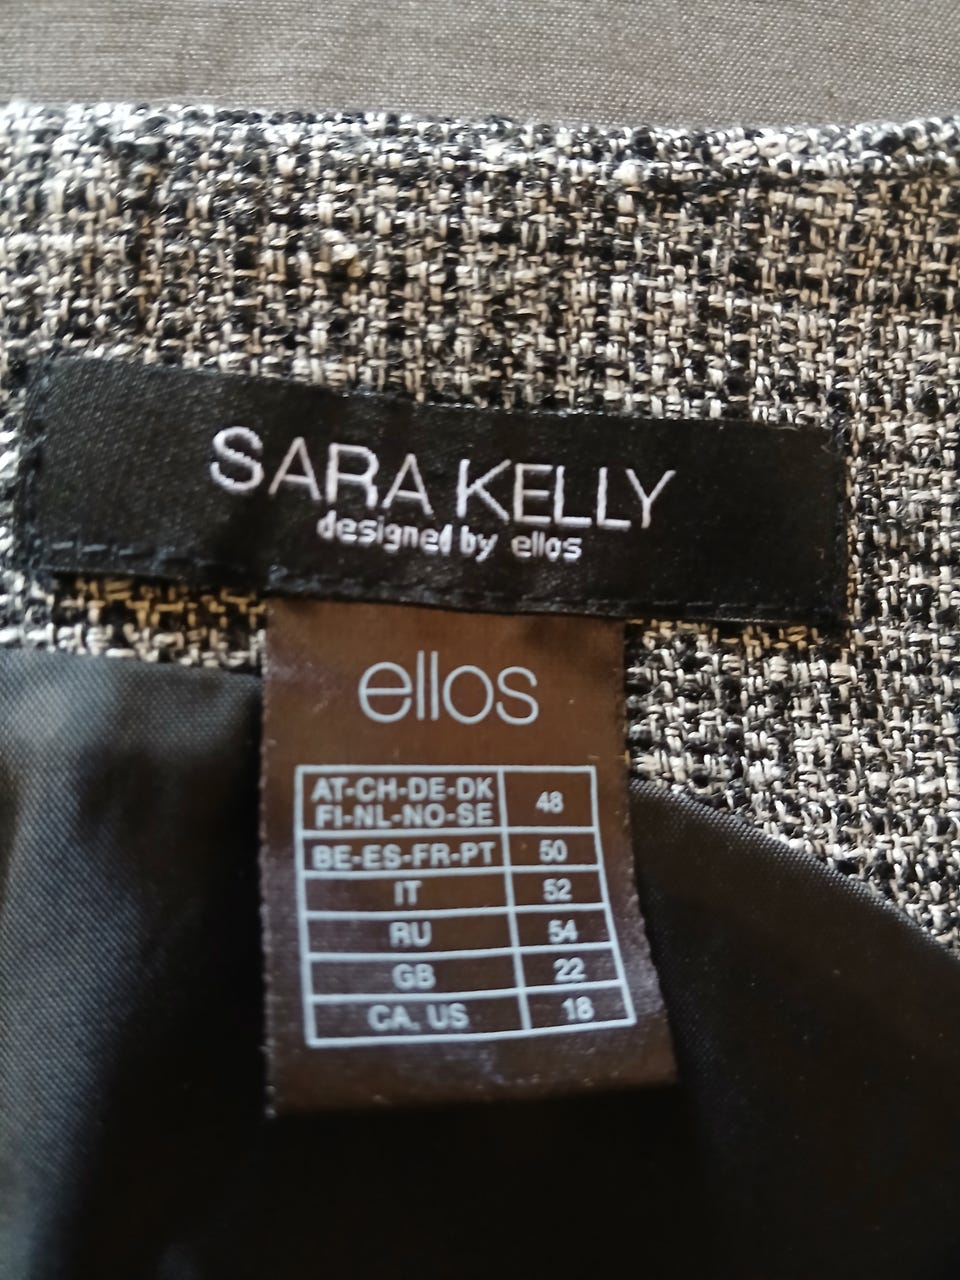 SARA KELLY
designed by ellos
ellos
AT-CH-DE-DK
FI-NL-NO-SE 48
BE-ES-FR-PT 50
IT 52
RU 54
GB 22
CA. US 18